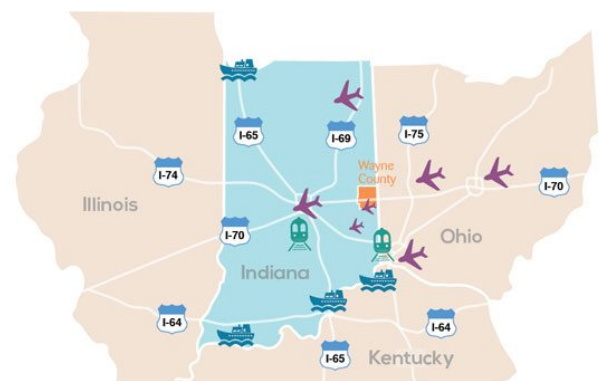 I-65
I-69
I-75
Wayne
County
I-74
I-70
Illinois
I-70
Ohio
Indiana
I-64
I-64
I-65
Kentucky